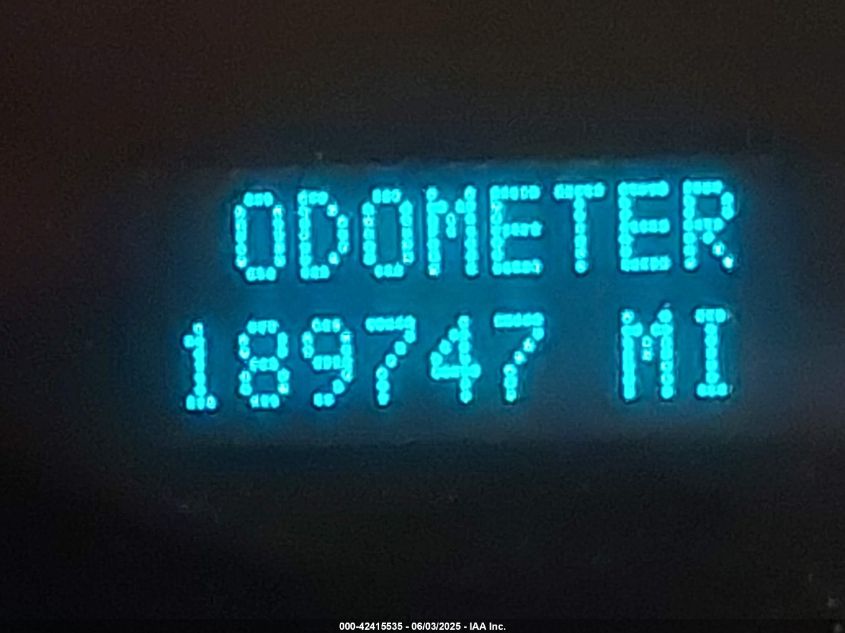 ODOMETER
189747 MI
000-42415535 - 06/03/2025 - IAA Inc.